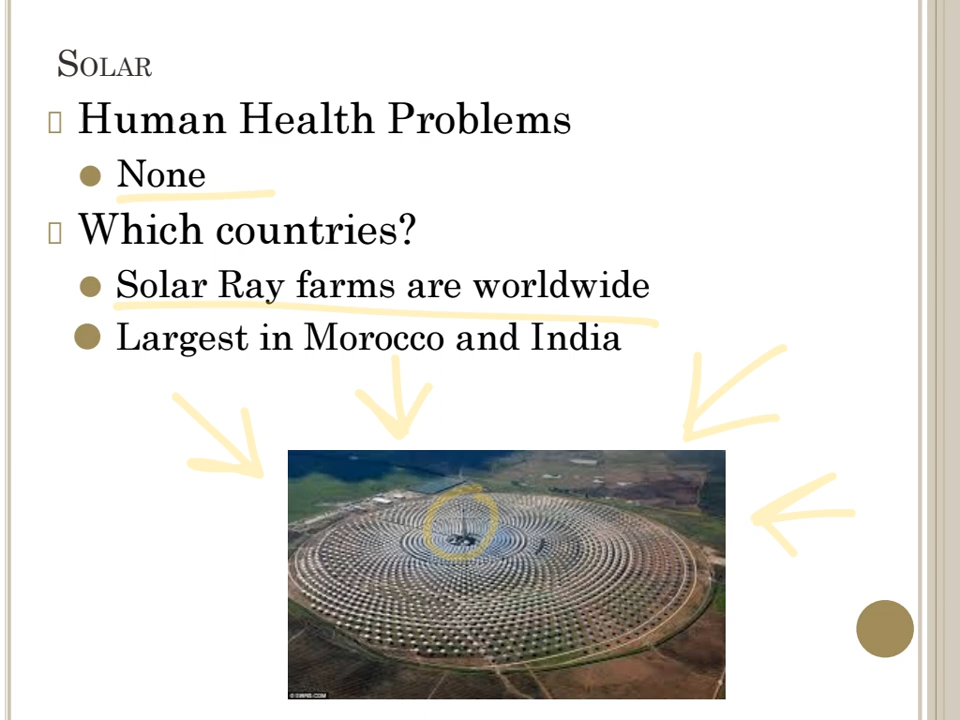 Solar
Human Health Problems
None
Which countries?
Solar Ray farms are worldwide
Largest in Morocco and India